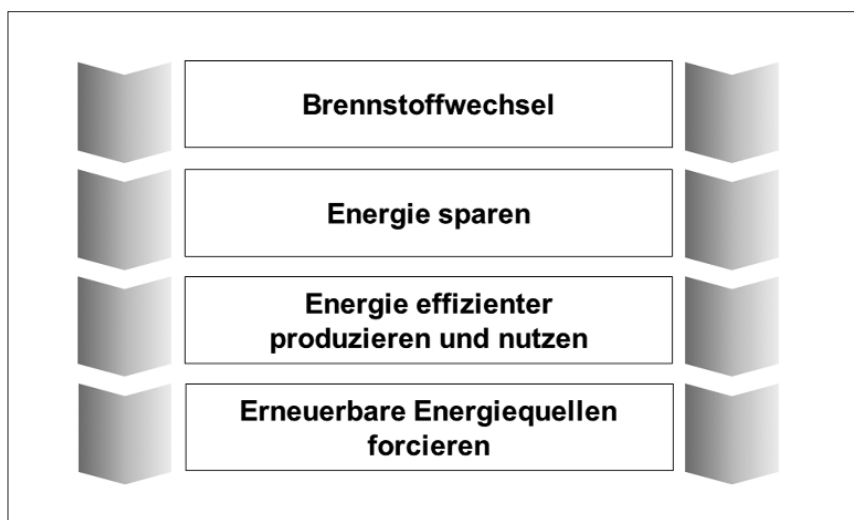 Brennstoffwechsel
Energie sparen
Energie effizienter
produzieren und nutzen
Erneuerbare Energiequellen
forcieren